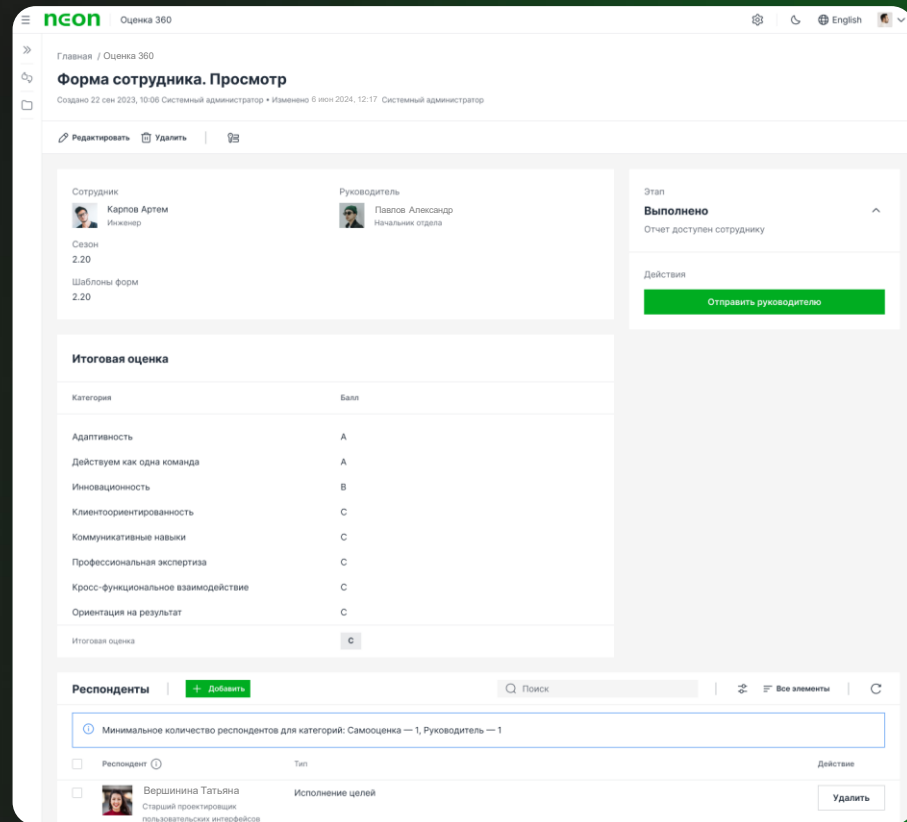 neon Оценка 360 English
Главная / Оценка 360
Форма сотрудника. Просмотр
Создано 22 сен 2023, 10:06 Системный администратор • Изменено 6 июн 2024, 12:17 Системный администратор
Редактировать Удалить
Сотрудник
Карпов Артем
Инженер
Руководитель
Павлов Александр
Начальник отдела
Сезон
2.20
Шаблоны форм
2.20
Этап
Выполнено
Отчет доступен сотруднику
Действия
Отправить руководителю
Итоговая оценка
Категория Балл
Адаптивность A
Действуем как одна команда A
Инновационность B
Клиентоориентированность C
Коммуникативные навыки C
Профессиональная экспертиза C
Кросс-функциональное взаимодействие C
Ориентация на результат C
Итоговая оценка C
Респонденты + Добавить Поиск Все элементы
Минимальное количество респондентов для категорий: Самооценка — 1, Руководитель — 1
Респондент Тип Действие
Вершинина Татьяна Исполнение целей Удалить
Старший проектировщик
пользовательских интерфейсов